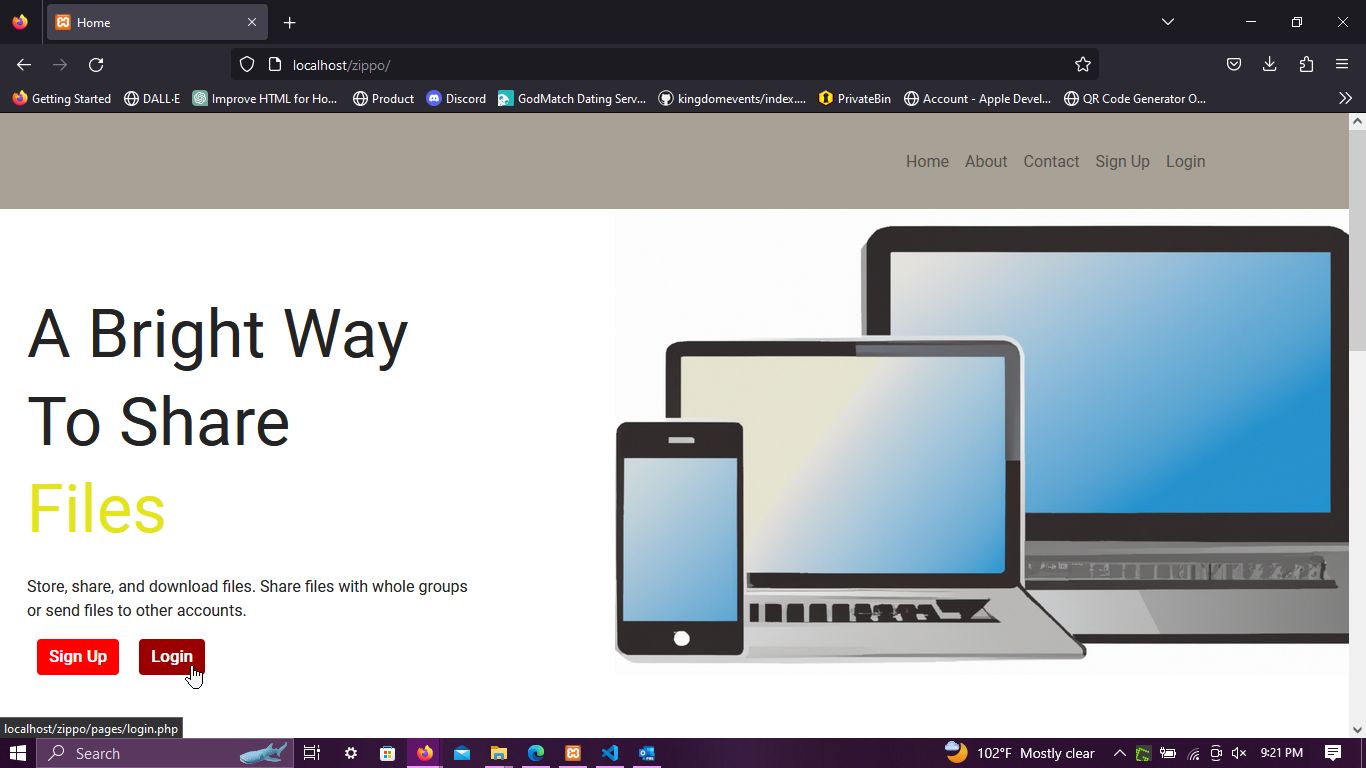 Home
localhost/zippo/
Getting Started DALL·E Improve HTML for Ho... Product Discord GodMatch Dating Serv... kingdomevents/index.... PrivateBin Account - Apple Devel... QR Code Generator O...
Home About Contact Sign Up Login
A Bright Way
To Share
Files
Store, share, and download files. Share files with whole groups
or send files to other accounts.
Sign Up Login
localhost/zippo/pages/login.php
Search 102°F Mostly clear 9:21 PM